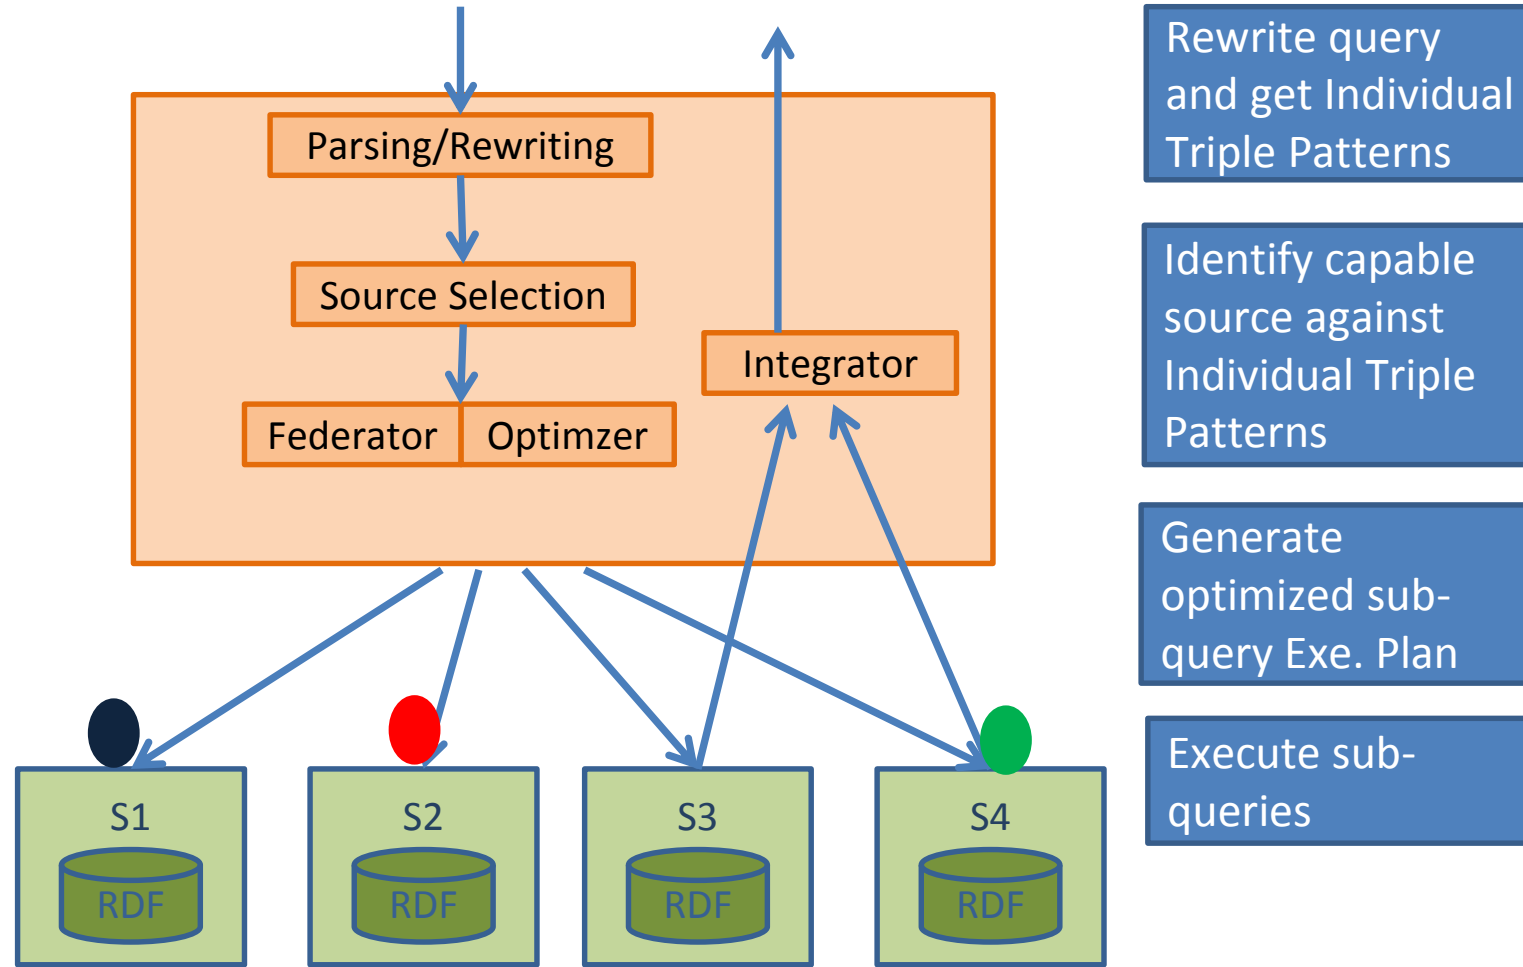 Parsing/Rewriting
Source Selection
Federator
Optimzer
Integrator
S1
RDF
S2
RDF
S3
RDF
S4
RDF
Rewrite query
and get Individual
Triple Patterns
Identify capable
source against
Individual Triple
Patterns
Generate
optimized sub-
query Exe. Plan
Execute sub-
queries